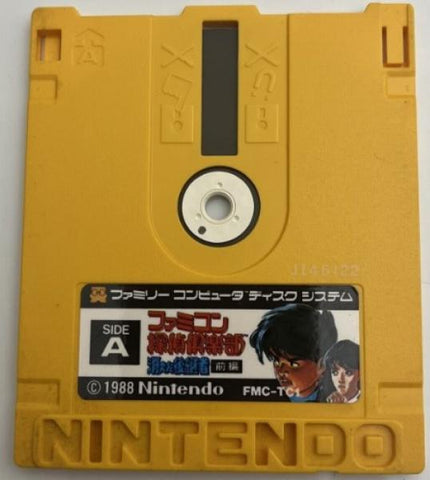 A
J146122
ファミリー コンピュータ ディスク システム
SIDE
A
ファミコン
探偵倶楽部
消えた後継者 前編
©1988 Nintendo FMC-TC1
NINTENDO